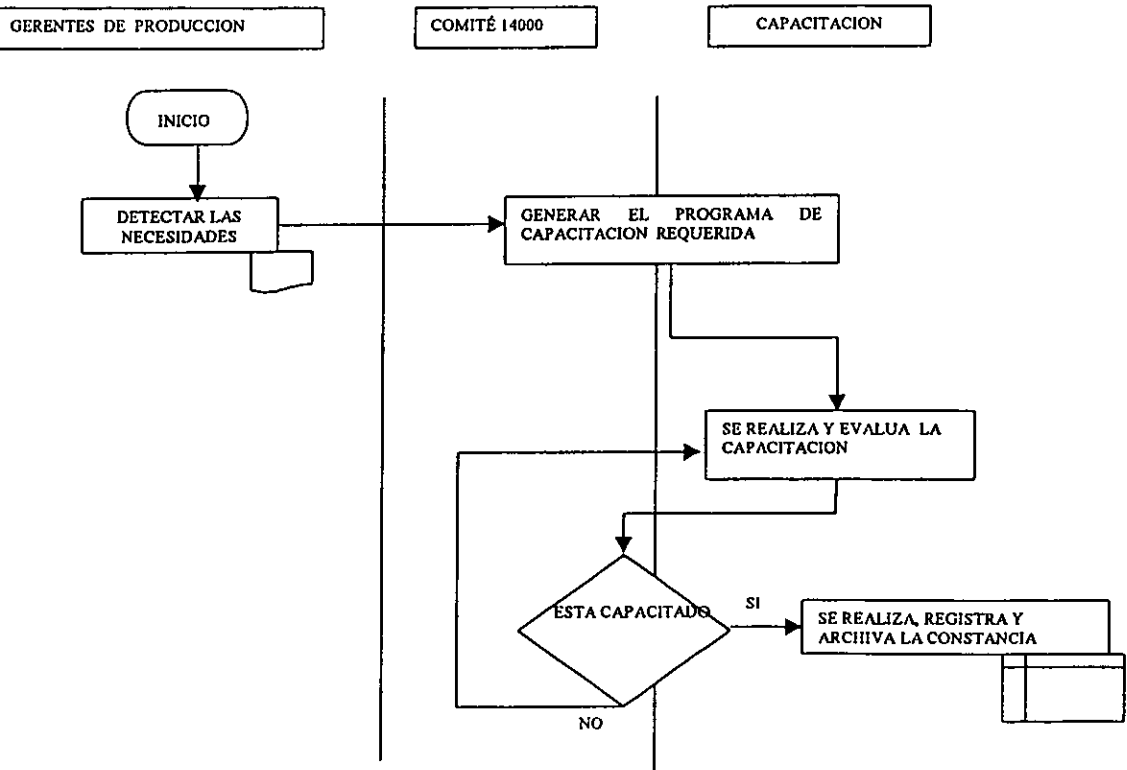 GERENTES DE PRODUCCION
COMITÉ 14000
CAPACITACION
INICIO
DETECTAR LAS
NECESIDADES
GENERAR EL PROGRAMA DE
CAPACITACION REQUERIDA
SE REALIZA Y EVALUA LA
CAPACITACION
ESTA CAPACITADO
SI
SE REALIZA, REGISTRA Y
ARCHIVA LA CONSTANCIA
NO